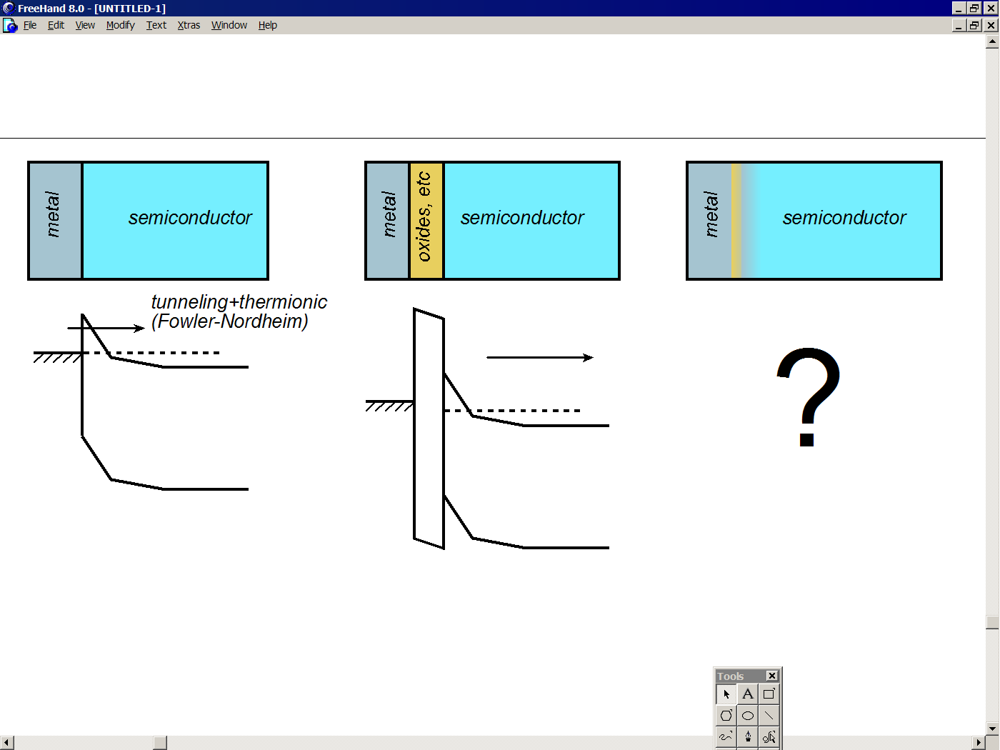 FreeHand 8.0 - [UNTITLED-1]
File Edit View Modify Text Xtras Window Help
metal
semiconductor
metal
oxides, etc
semiconductor
metal
semiconductor
tunneling+thermionic
(Fowler-Nordheim)
?
Tools
A